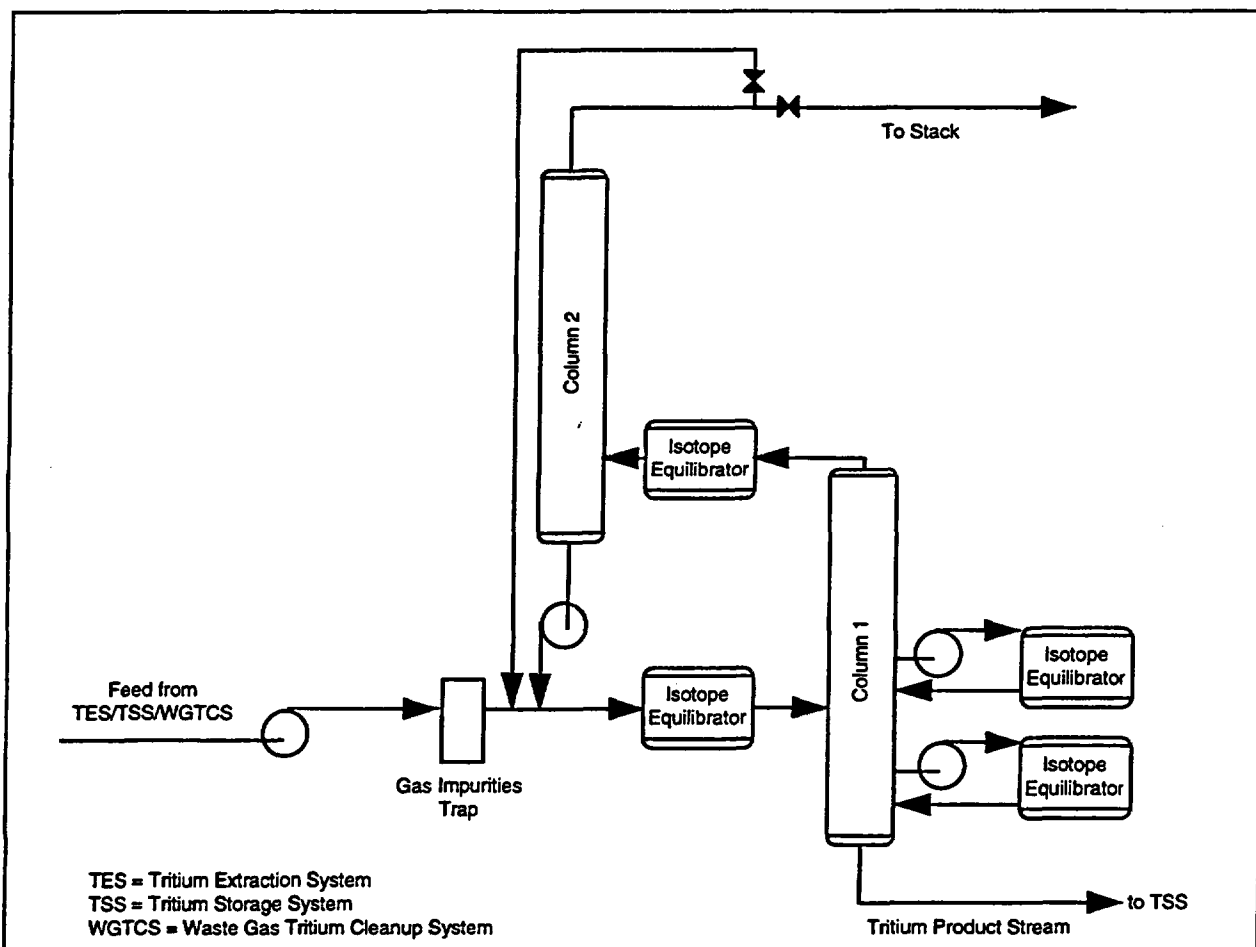 To Stack
Column 2
Isotope
Equilibrator
Column 1
Isotope
Equilibrator
Feed from
TES/TSS/WGTCS
Isotope
Equilibrator
Isotope
Equilibrator
Gas Impurities
Trap
TES = Tritium Extraction System
TSS = Tritium Storage System
WGTCS = Waste Gas Tritium Cleanup System
to TSS
Tritium Product Stream